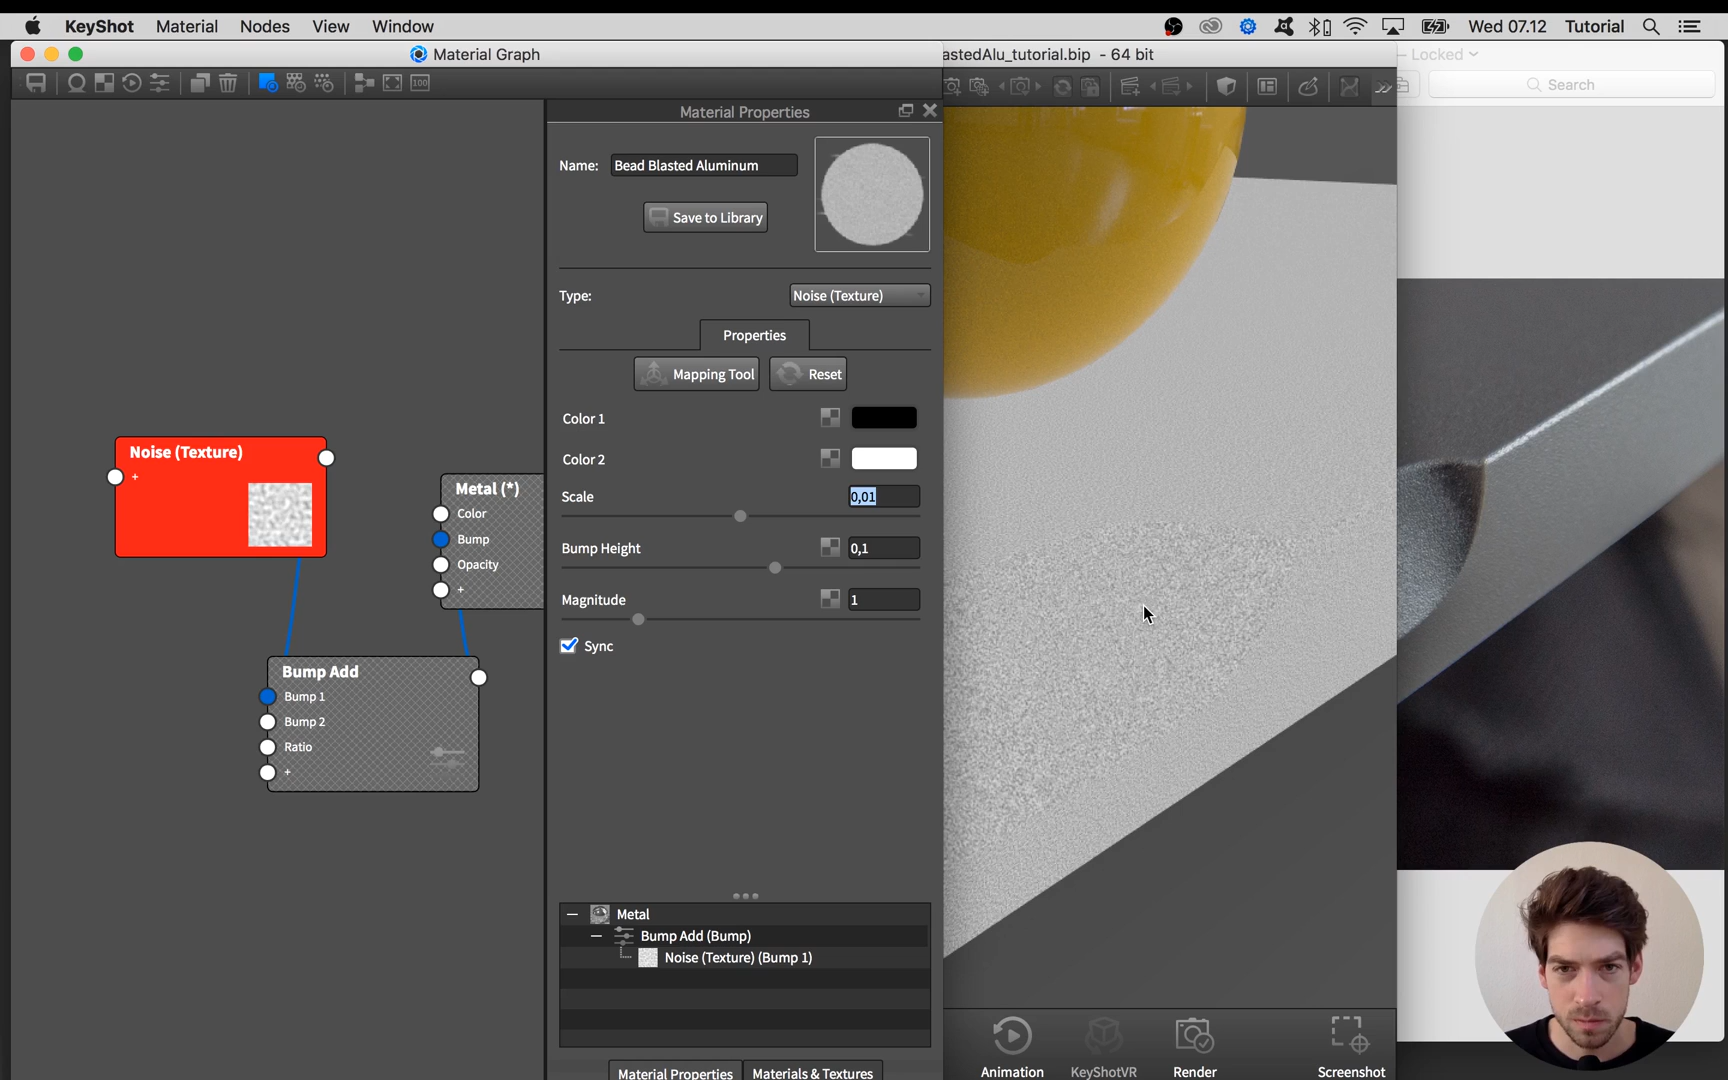 KeyShot Material Nodes View Window Wed 07.12 Tutorial
Material Graph
astedAlu_tutorial.bip - 64 bit
— Locked
100
Search
Material Properties
Name: Bead Blasted Aluminum
Save to Library
Type: Noise (Texture)
Properties
Mapping Tool Reset
Color 1
Color 2
Scale 0,01
Bump Height 0,1
Magnitude 1
Sync
Noise (Texture)
+
Metal (*)
Color
Bump
Opacity
+
Bump Add
Bump 1
Bump 2
Ratio
+
Metal
Bump Add (Bump)
Noise (Texture) (Bump 1)
Material Properties Materials & Textures
Animation KeyShotVR Render Screenshot